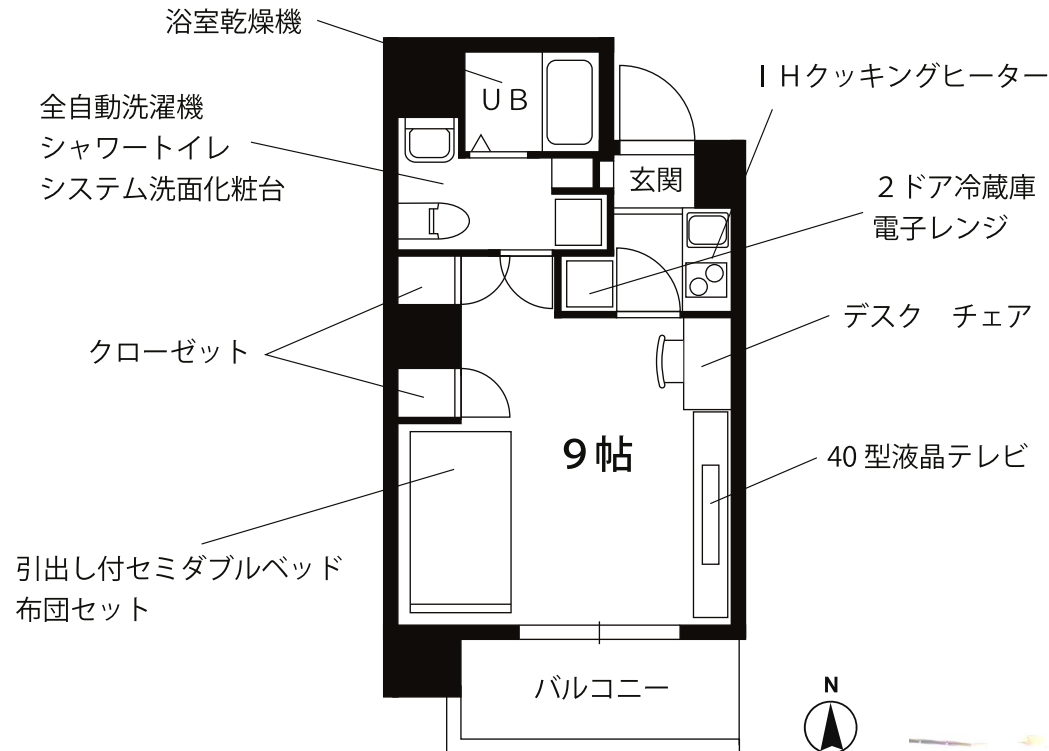 浴室乾燥機
ＩＨクッキングヒーター
ＵＢ
全自動洗濯機
シャワートイレ
システム洗面化粧台
玄関
２ドア冷蔵庫
電子レンジ
デスク　チェア
クローゼット
９帖
40型液晶テレビ
引出し付セミダブルベッド
布団セット
バルコニー
N